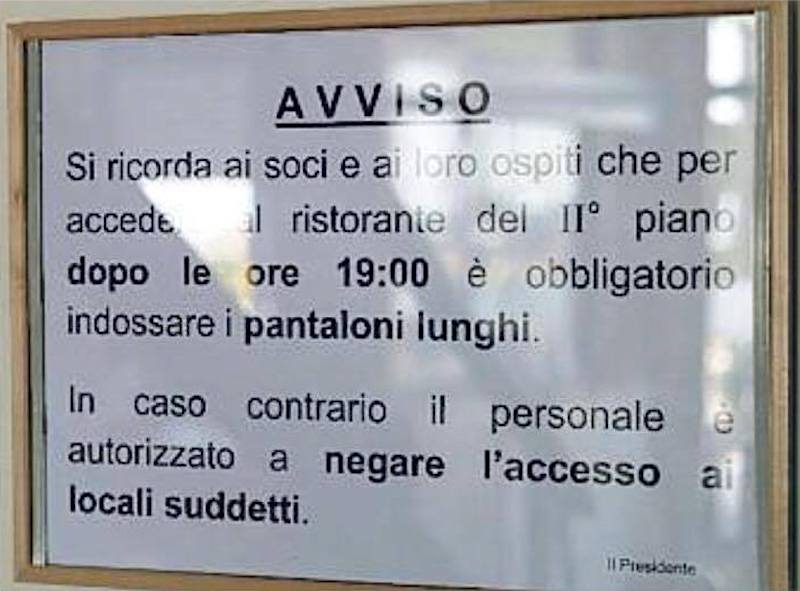 AVVISO
Si ricorda ai soci e ai loro ospiti che per
accedere al ristorante del II° piano
dopo le ore 19:00 è obbligatorio
indossare i pantaloni lunghi.
In caso contrario il personale è
autorizzato a negare l'accesso ai
locali suddetti.
Il Presidente